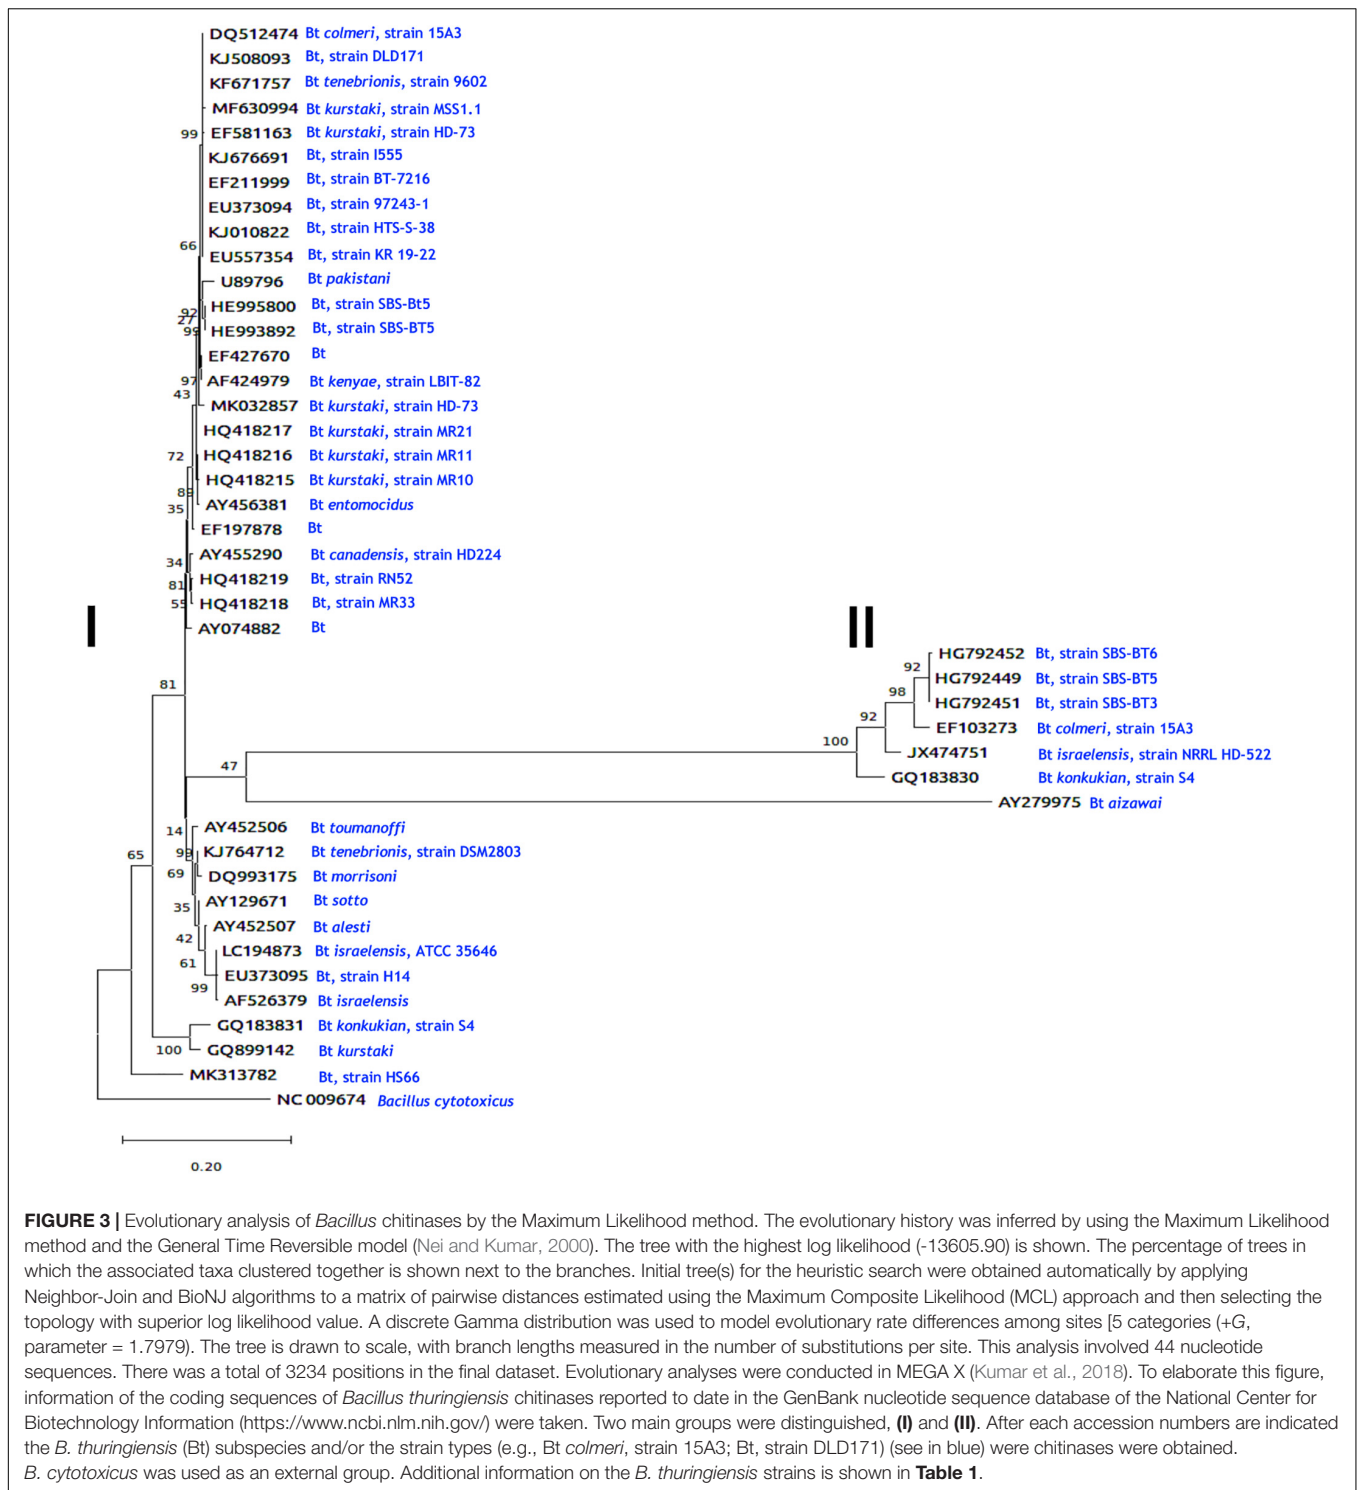 DQ512474 Bt colmeri, strain 15A3
KJ508093 Bt, strain DLD171
KF671757 Bt tenebrionis, strain 9602
MF630994 Bt kurstaki, strain MSS1.1
99 EF581163 Bt kurstaki, strain HD-73
KJ676691 Bt, strain I555
EF211999 Bt, strain BT-7216
EU373094 Bt, strain 97243-1
KJ010822 Bt, strain HTS-S-38
66
EU557354 Bt, strain KR 19-22
U89796 Bt pakistani
HE995800 Bt, strain SBS-Bt5
92
27
99 HE993892 Bt, strain SBS-BT5
EF427670 Bt
97 AF424979 Bt kenyae, strain LBIT-82
43
MK032857 Bt kurstaki, strain HD-73
HQ418217 Bt kurstaki, strain MR21
72 HQ418216 Bt kurstaki, strain MR11
HQ418215 Bt kurstaki, strain MR10
89
35 AY456381 Bt entomocidus
EF197878 Bt
34 AY455290 Bt canadensis, strain HD224
81 HQ418219 Bt, strain RN52
55 HQ418218 Bt, strain MR33
I II
AY074882 Bt
HG792452 Bt, strain SBS-BT6
92
HG792449 Bt, strain SBS-BT5
81 98
HG792451 Bt, strain SBS-BT3
92
EF103273 Bt colmeri, strain 15A3
100
JX474751 Bt israelensis, strain NRRL HD-522
47
GQ183830 Bt konkukian, strain S4
AY279975 Bt aizawai
14 AY452506 Bt toumanoffi
65 99 KJ764712 Bt tenebrionis, strain DSM2803
69 DQ993175 Bt morrisoni
35 AY129671 Bt sotto
AY452507 Bt alesti
42
LC194873 Bt israelensis, ATCC 35646
61
EU373095 Bt, strain H14
99
AF526379 Bt israelensis
GQ183831 Bt konkukian, strain S4
100 GQ899142 Bt kurstaki
MK313782 Bt, strain HS66
NC 009674 Bacillus cytotoxicus
0.20
FIGURE 3 | Evolutionary analysis of Bacillus chitinases by the Maximum Likelihood method. The evolutionary history was inferred by using the Maximum Likelihood
method and the General Time Reversible model (Nei and Kumar, 2000). The tree with the highest log likelihood (-13605.90) is shown. The percentage of trees in
which the associated taxa clustered together is shown next to the branches. Initial tree(s) for the heuristic search were obtained automatically by applying
Neighbor-Join and BioNJ algorithms to a matrix of pairwise distances estimated using the Maximum Composite Likelihood (MCL) approach and then selecting the
topology with superior log likelihood value. A discrete Gamma distribution was used to model evolutionary rate differences among sites [5 categories (+G,
parameter = 1.7979). The tree is drawn to scale, with branch lengths measured in the number of substitutions per site. This analysis involved 44 nucleotide
sequences. There was a total of 3234 positions in the final dataset. Evolutionary analyses were conducted in MEGA X (Kumar et al., 2018). To elaborate this figure,
information of the coding sequences of Bacillus thuringiensis chitinases reported to date in the GenBank nucleotide sequence database of the National Center for
Biotechnology Information (https://www.ncbi.nlm.nih.gov/) were taken. Two main groups were distinguished, (I) and (II). After each accession numbers are indicated
the B. thuringiensis (Bt) subspecies and/or the strain types (e.g., Bt colmeri, strain 15A3; Bt, strain DLD171) (see in blue) were chitinases were obtained.
B. cytotoxicus was used as an external group. Additional information on the B. thuringiensis strains is shown in Table 1.